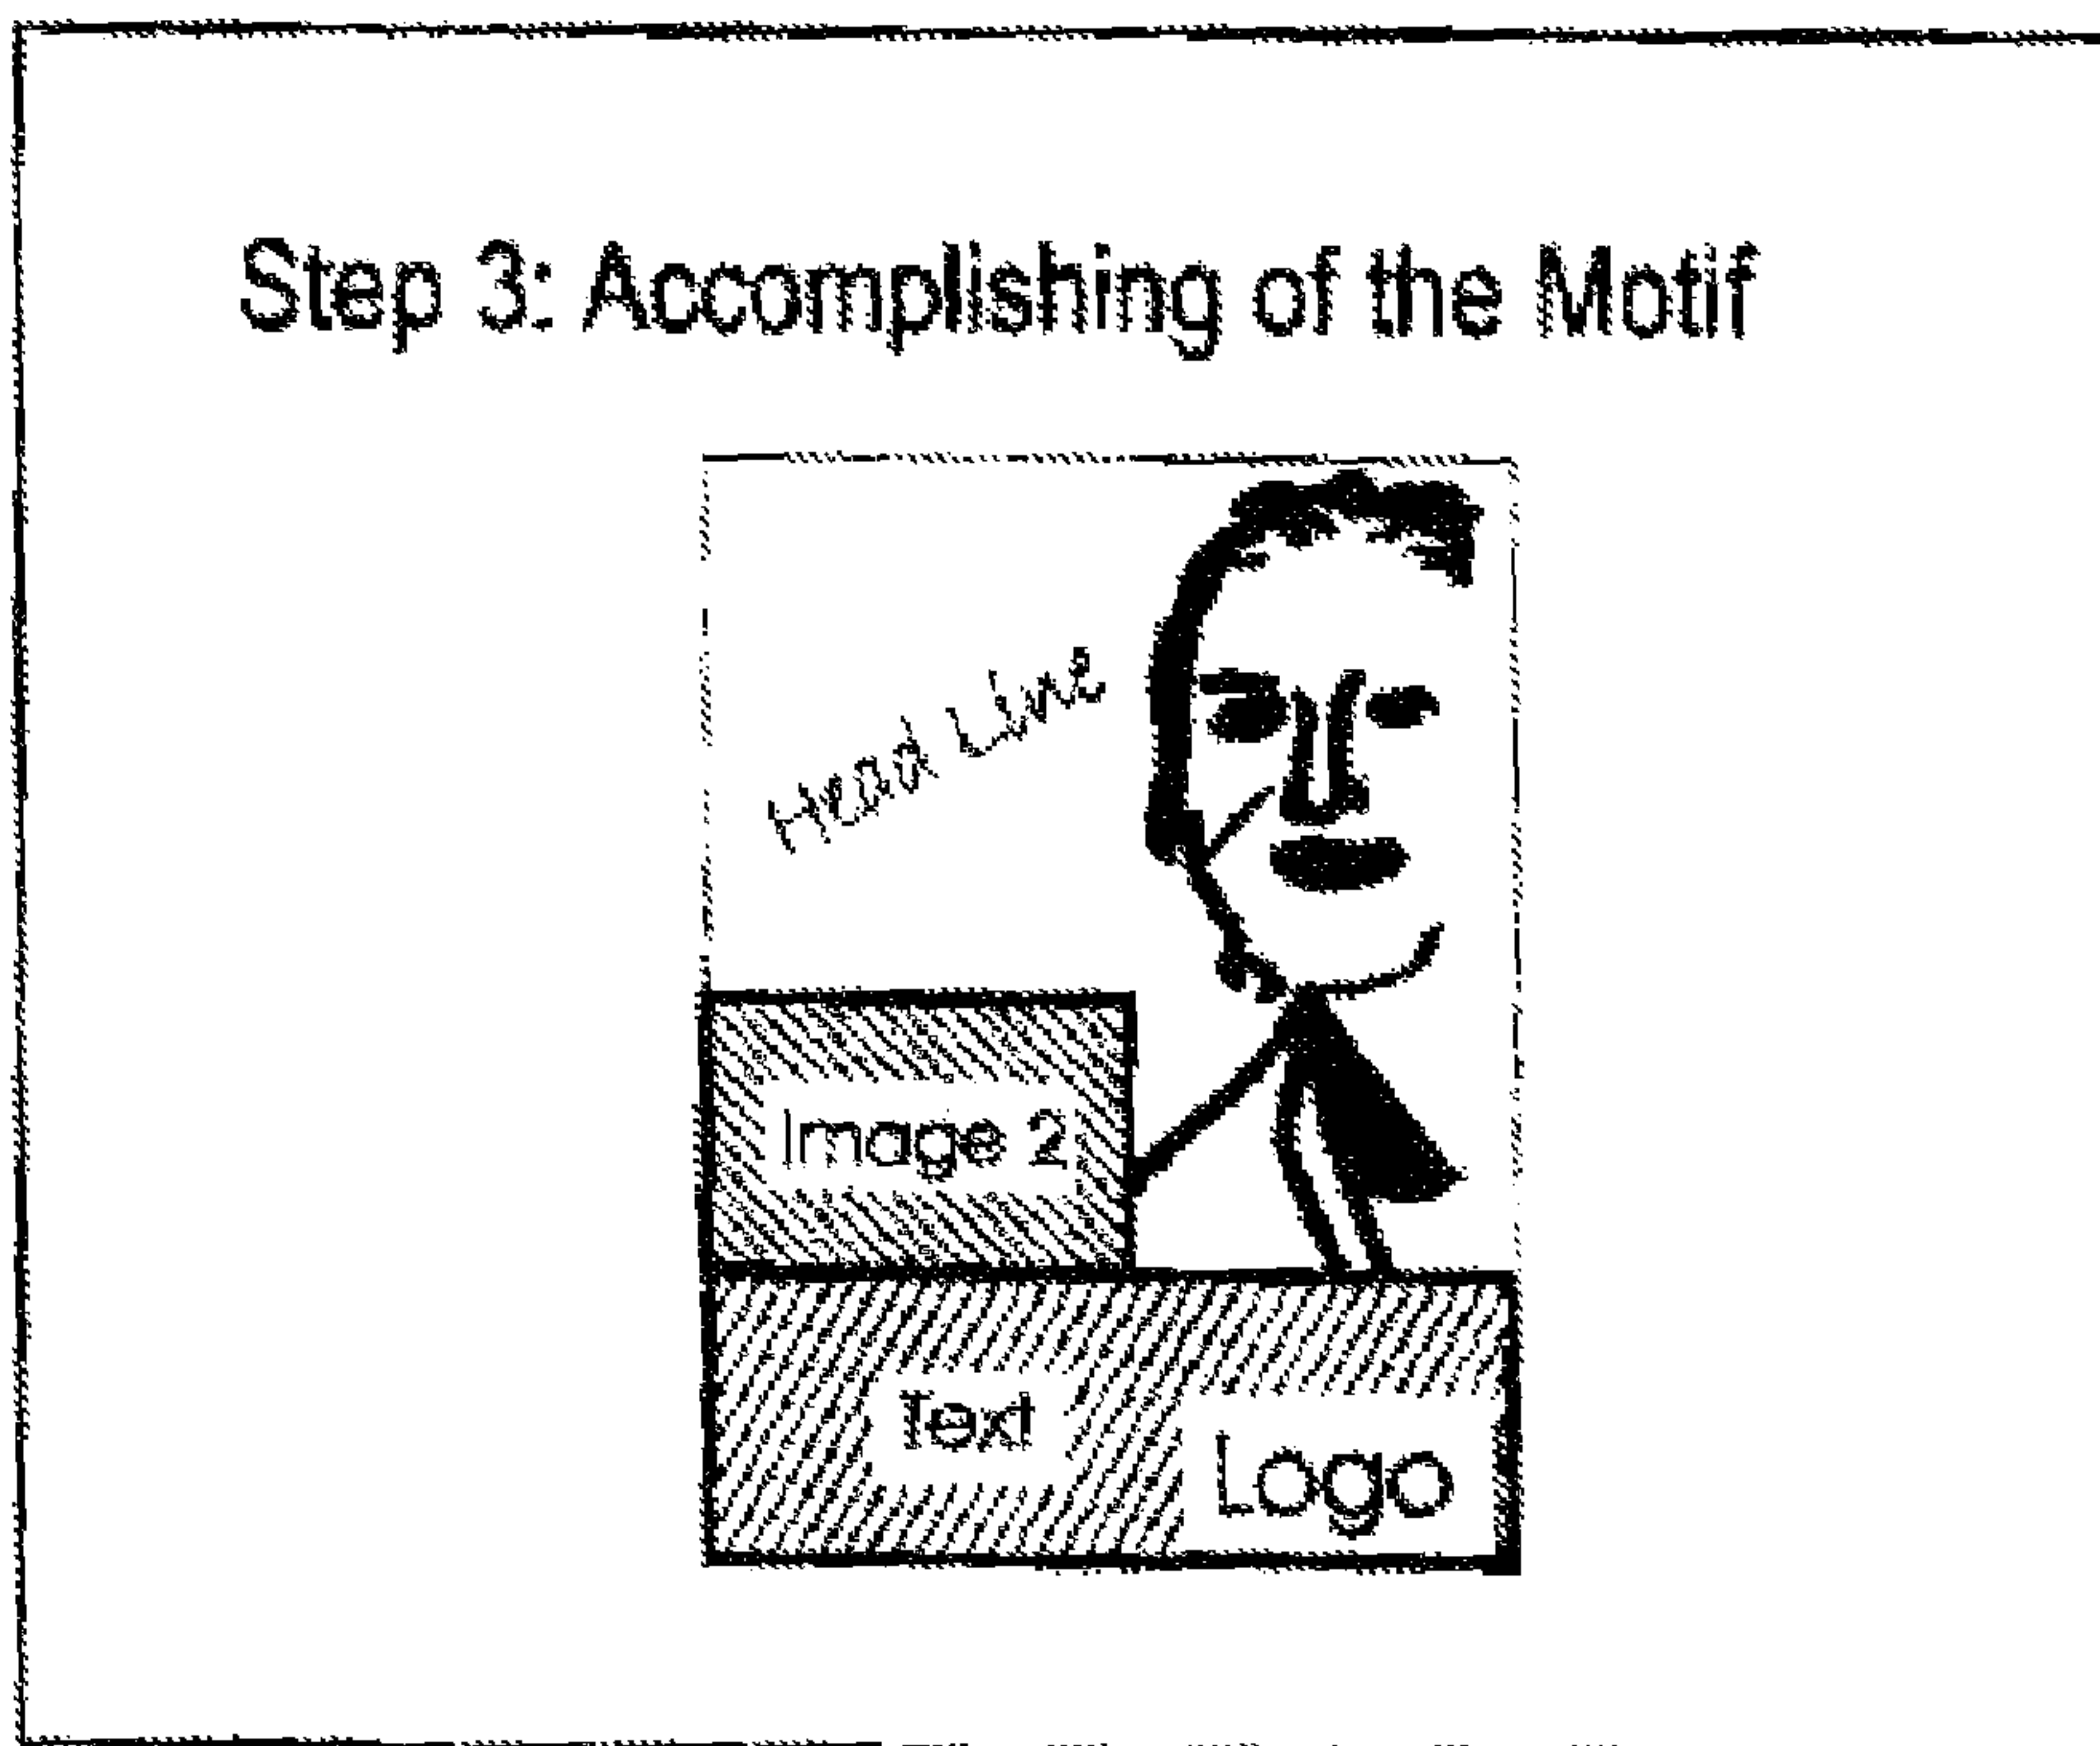 Step 3: Accomplishing of the Motif
Head Line
Image 2
Text
Logo